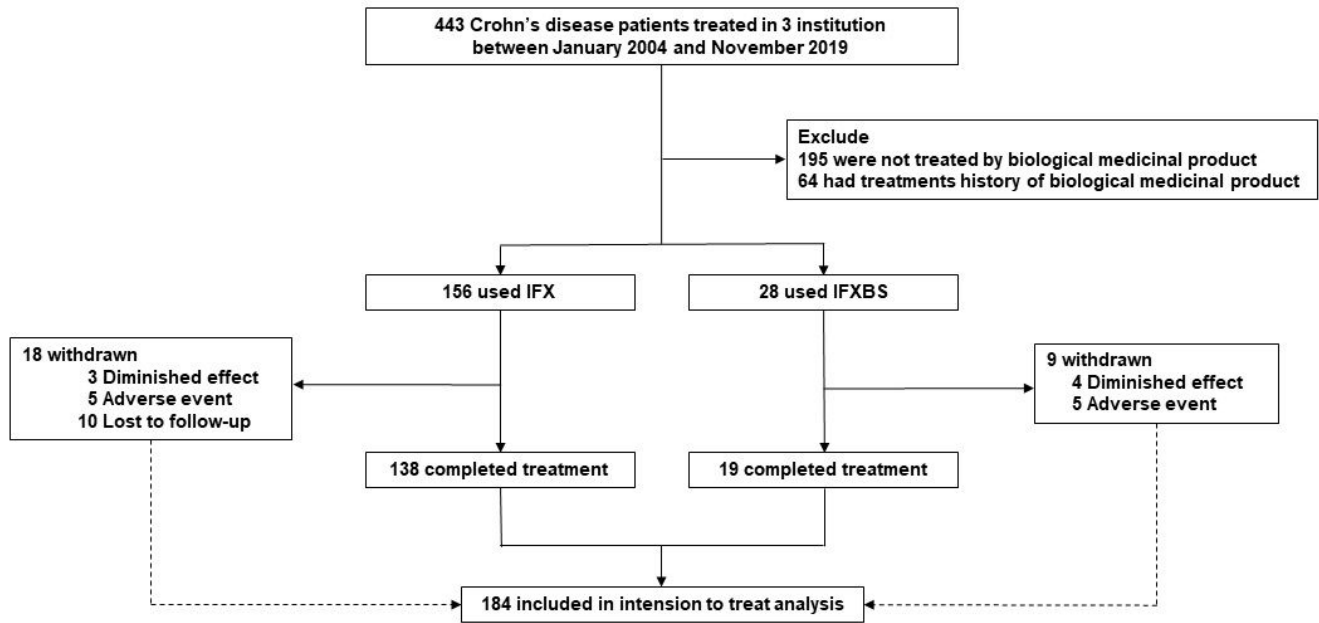 443 Crohn's disease patients treated in 3 institution
between January 2004 and November 2019
Exclude
195 were not treated by biological medicinal product
64 had treatments history of biological medicinal product
156 used IFX
28 used IFXBS
18 withdrawn
3 Diminished effect
5 Adverse event
10 Lost to follow-up
9 withdrawn
4 Diminished effect
5 Adverse event
138 completed treatment
19 completed treatment
184 included in intension to treat analysis